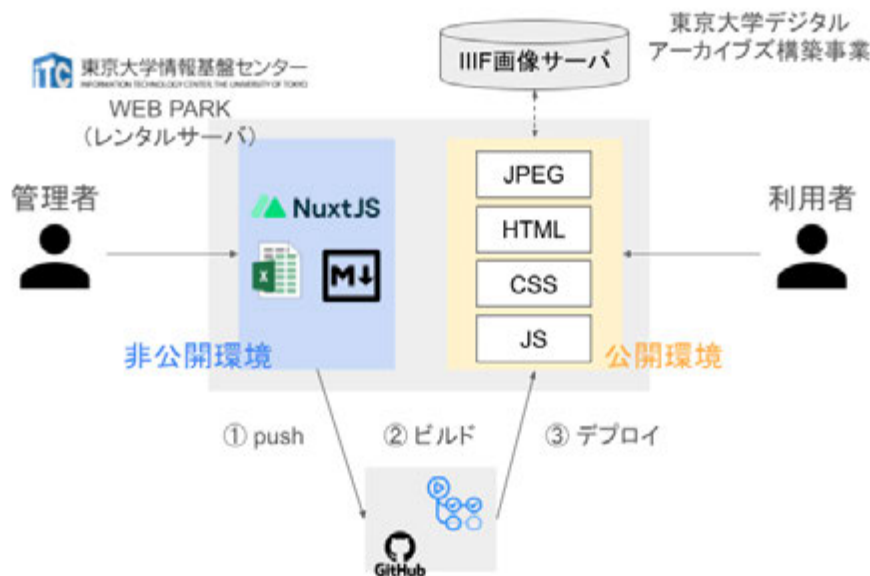 東京大学デジタル
アーカイブズ構築事業
IIIF画像サーバ
itc 東京大学情報基盤センター
INFORMATION TECHNOLOGY CENTER, THE UNIVERSITY OF TOKYO
WEB PARK
(レンタルサーバ)
管理者
利用者
NuxtJS
X
M
JPEG
HTML
CSS
JS
非公開環境
公開環境
① push
② ビルド
③ デプロイ
GitHub